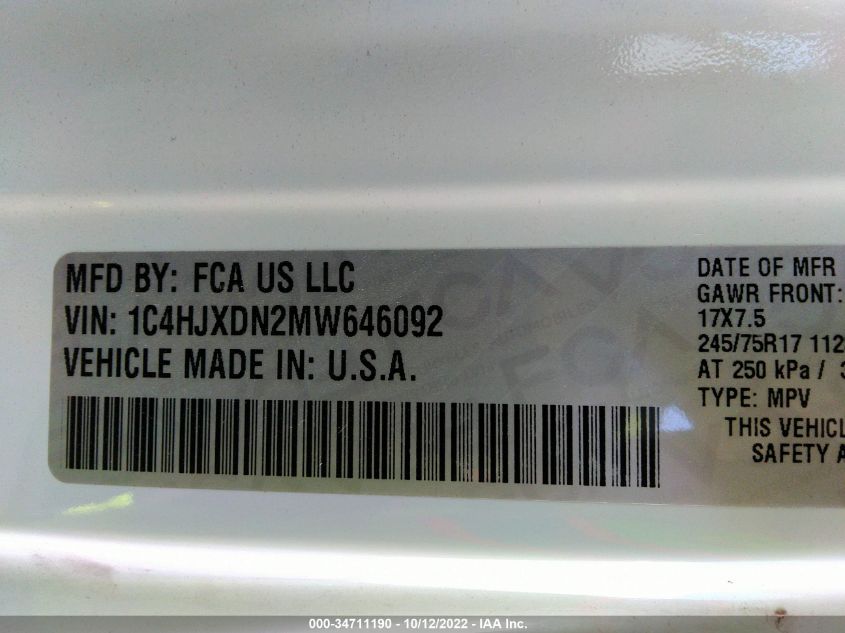 MFD BY: FCA US LLC
VIN: 1C4HJXDN2MW646092
VEHICLE MADE IN: U.S.A.
DATE OF MFR
GAWR FRONT:
17X7.5
245/75R17 112
AT 250 kPa /
TYPE: MPV
THIS VEHICL
SAFETY A
000-34711190 - 10/12/2022 - IAA Inc.